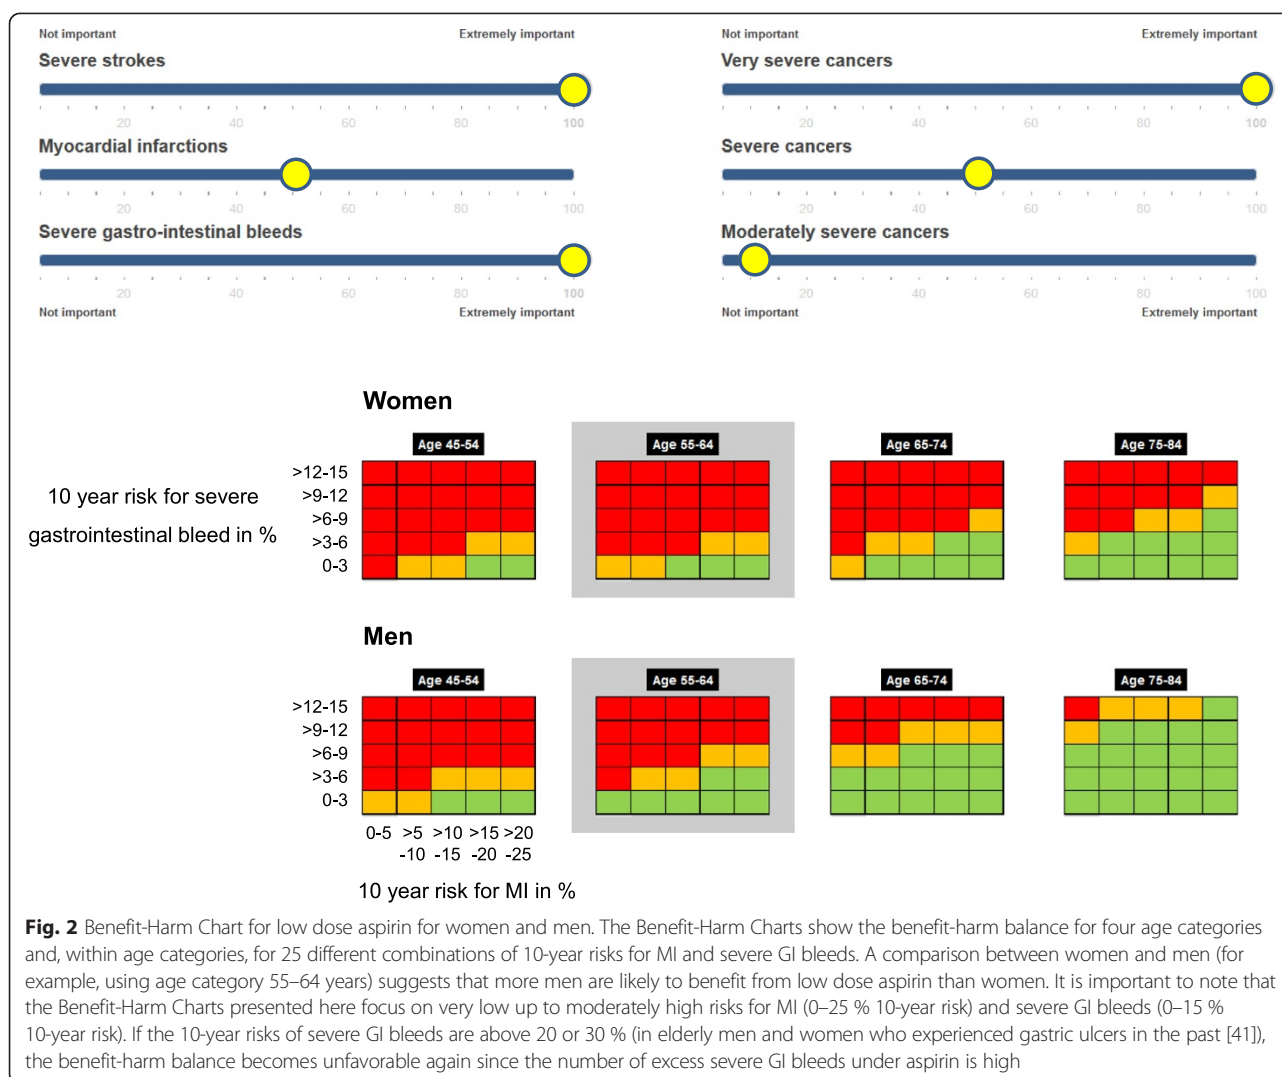 Not important Extremely important
Severe strokes
20 40 60 80 100
Myocardial infarctions
20 40 60 80 100
Severe gastro-intestinal bleeds
20 40 60 80 100
Not important Extremely important
Not important Extremely important
Very severe cancers
20 40 60 80 100
Severe cancers
20 40 60 80 100
Moderately severe cancers
20 40 60 80 100
Not important Extremely important
Women
Age 45-54 Age 55-64 Age 65-74 Age 75-84
10 year risk for severe
gastrointestinal bleed in %
>12-15
>9-12
>6-9
>3-6
0-3
Men
Age 45-54 Age 55-64 Age 65-74 Age 75-84
>12-15
>9-12
>6-9
>3-6
0-3
0-5 >5 >10 >15 >20
-10 -15 -20 -25
10 year risk for MI in %
Fig. 2 Benefit-Harm Chart for low dose aspirin for women and men. The Benefit-Harm Charts show the benefit-harm balance for four age categories
and, within age categories, for 25 different combinations of 10-year risks for MI and severe GI bleeds. A comparison between women and men (for
example, using age category 55–64 years) suggests that more men are likely to benefit from low dose aspirin than women. It is important to note that
the Benefit-Harm Charts presented here focus on very low up to moderately high risks for MI (0–25 % 10-year risk) and severe GI bleeds (0–15 %
10-year risk). If the 10-year risks of severe GI bleeds are above 20 or 30 % (in elderly men and women who experienced gastric ulcers in the past [41]),
the benefit-harm balance becomes unfavorable again since the number of excess severe GI bleeds under aspirin is high